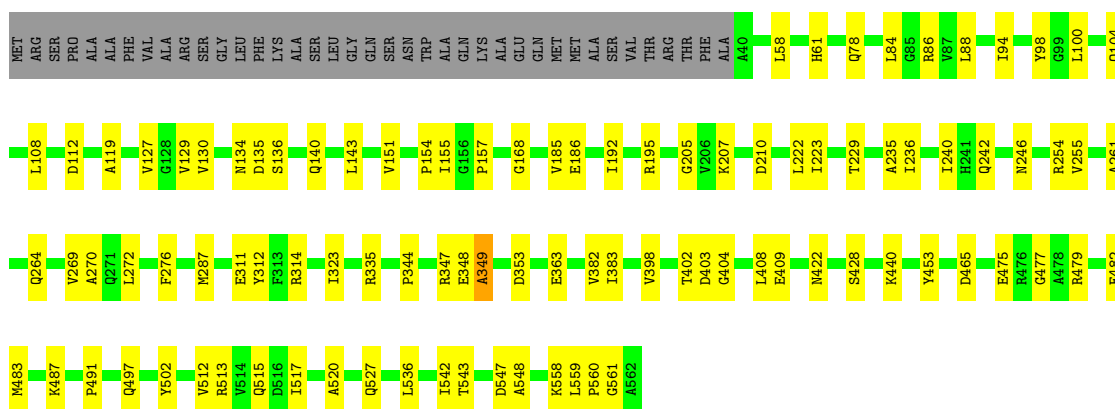 MET ARG SER PRO ALA ALA PHE VAL ALA ARG SER GLY LEU PHE LYS ALA SER LEU GLY GLN SER ASN TRP ALA GLN LYS ALA GLU GLN MET MET ALA SER VAL THR ARG THR PHE ALA A40 L58 H61 Q78 L84 G85 R86 V87 L88 I94 Y98 G99 L100
L108 D112 A119 V127 G128 V129 V130 N134 D135 S136 Q140 L143 V151 P154 I155 G156 P157 G168 V185 E186 I192 R195 G205 V206 K207 D210 L222 I223 T229 A235 I236 I240 H241 Q242 N246 R254 V255 A261
Q264 V269 A270 Q271 L272 F276 M287 E311 Y312 F313 R314 I323 R335 P344 R347 E348 A349 D353 E363 V382 I383 V398 T402 D403 G404 L408 E409 N422 S428 K440 Y453 D465 E475 R476 G477 A478 R479
M483 K487 P491 Q497 Y502 V512 R513 V514 Q515 D516 I517 A520 Q527 L536 I542 T543 D547 A548 K558 L559 P560 G561 A562